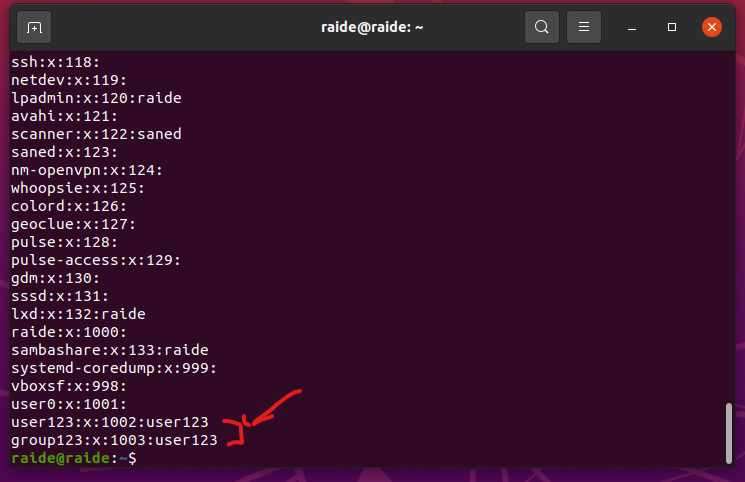 raide@raide: ~
ssh:x:118:
netdev:x:119:
lpadmin:x:120:raide
avahi:x:121:
scanner:x:122:saned
saned:x:123:
nm-openvpn:x:124:
whoopsie:x:125:
colord:x:126:
geoclue:x:127:
pulse:x:128:
pulse-access:x:129:
gdm:x:130:
sssd:x:131:
lxd:x:132:raide
raide:x:1000:
sambashare:x:133:raide
systemd-coredump:x:999:
vboxsf:x:998:
user0:x:1001:
user123:x:1002:user123
group123:x:1003:user123
raide@raide:~$